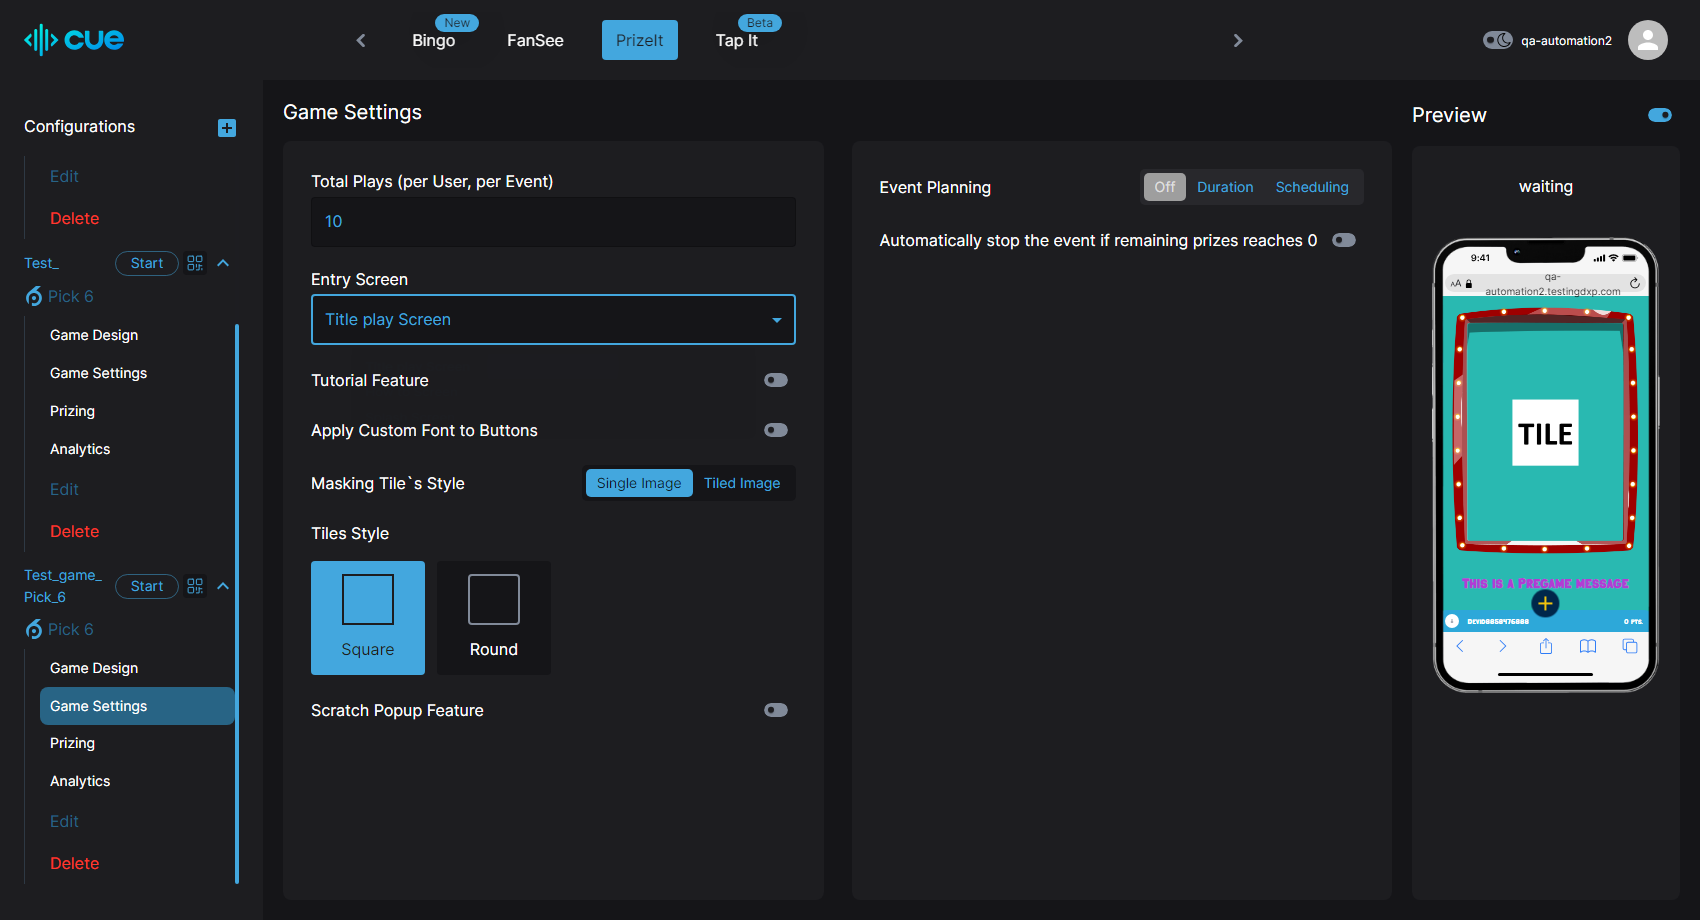 cue
New
Bingo
FanSee
PrizeIt
Beta
Tap It
qa-automation2
Configurations
Edit
Delete
Test_
Start
Pick 6
Game Design
Game Settings
Prizing
Analytics
Edit
Delete
Test_game_
Pick_6
Start
Pick 6
Game Design
Game Settings
Prizing
Analytics
Edit
Delete
Game Settings
Total Plays (per User, per Event)
10
Entry Screen
Title play Screen
Tutorial Feature
Apply Custom Font to Buttons
Masking Tile`s Style
Single Image
Tiled Image
Tiles Style
Square
Round
Scratch Popup Feature
Event Planning
Off
Duration
Scheduling
Automatically stop the event if remaining prizes reaches 0
Preview
waiting
9:41
AA
qa-
automation2.testingdxp.com
TILE
This is a Pregame message
0 PTS.